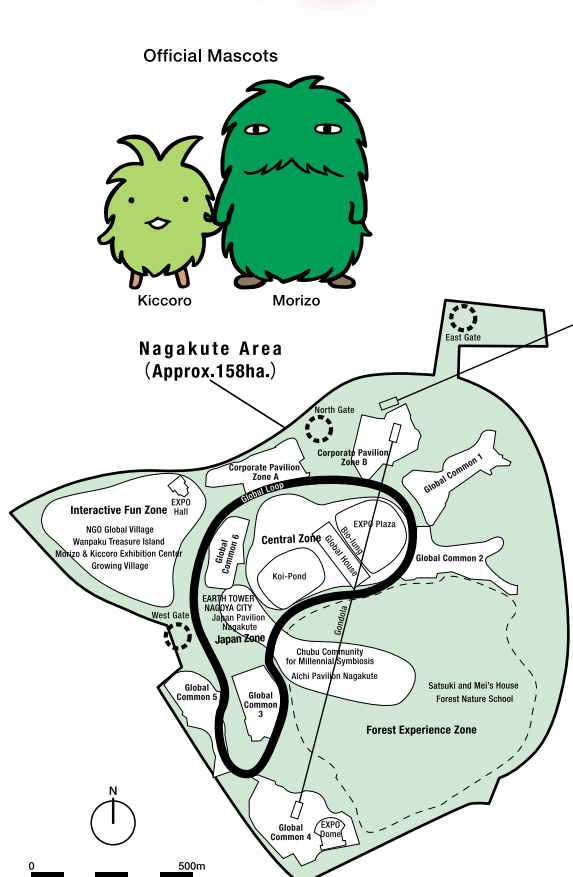 Official Mascots
Kiccoro
Morizo
Nagakute Area
(Approx.158ha.)
East Gate
North Gate
Corporate Pavilion
Zone B
Corporate Pavilion
Zone A
Global Loop
Global Common 1
EXPO
Hall
Interactive Fun Zone
NGO Global Village
Wanpaku Treasure Island
Morizo & Kiccoro Exhibition Center
Growing Village
Global
Common 6
Central Zone
EXPO Plaza
Bio-lung
Global House
Koi-Pond
Global
Common 2
EARTH TOWER
NAGOYA CITY
Japan Pavilion
Nagakute
Japan Zone
West Gate
Gondola
Chubu Community
for Millennial Symbiosis
Aichi Pavilion Nagakute
Satsuki and Mei's House
Forest Nature School
Forest Experience Zone
Global
Common 5
Global
Common
3
Global
Common 4
EXPO
Dome
N
0
500m